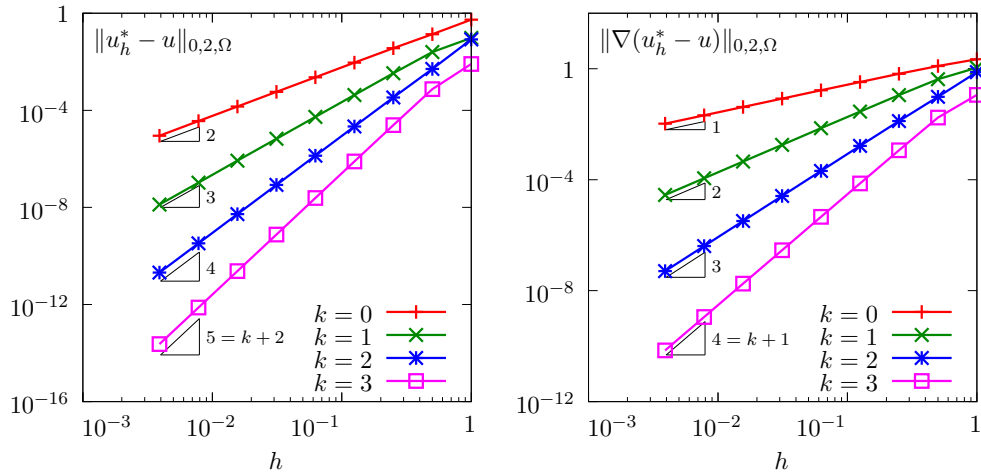 ‖u_h^* − u‖_{0,2,Ω}
1
10^{−4}
10^{−8}
10^{−12}
10^{−16}
2
3
4
5 = k + 2
k = 0
k = 1
k = 2
k = 3
10^{−3}
10^{−2}
10^{−1}
1
h
‖∇(u_h^* − u)‖_{0,2,Ω}
1
10^{−4}
10^{−8}
10^{−12}
1
2
3
4 = k + 1
k = 0
k = 1
k = 2
k = 3
10^{−3}
10^{−2}
10^{−1}
1
h